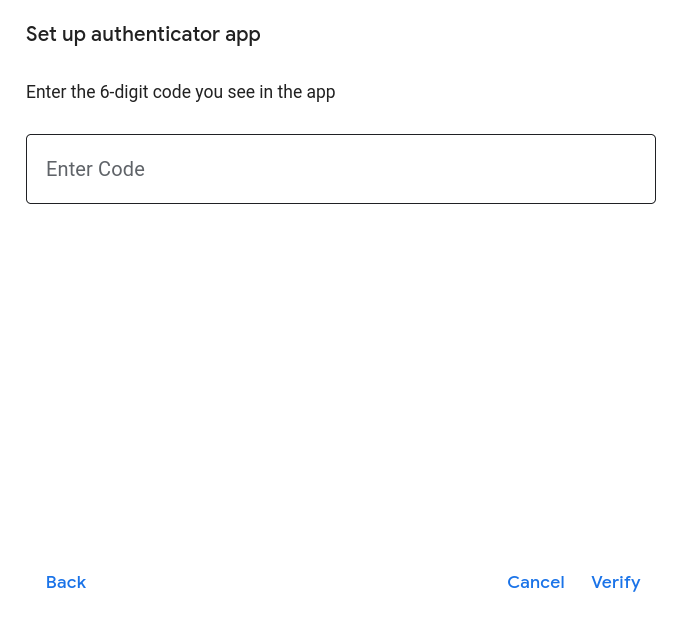 Set up authenticator app
Enter the 6-digit code you see in the app
Enter Code
Back
Cancel
Verify